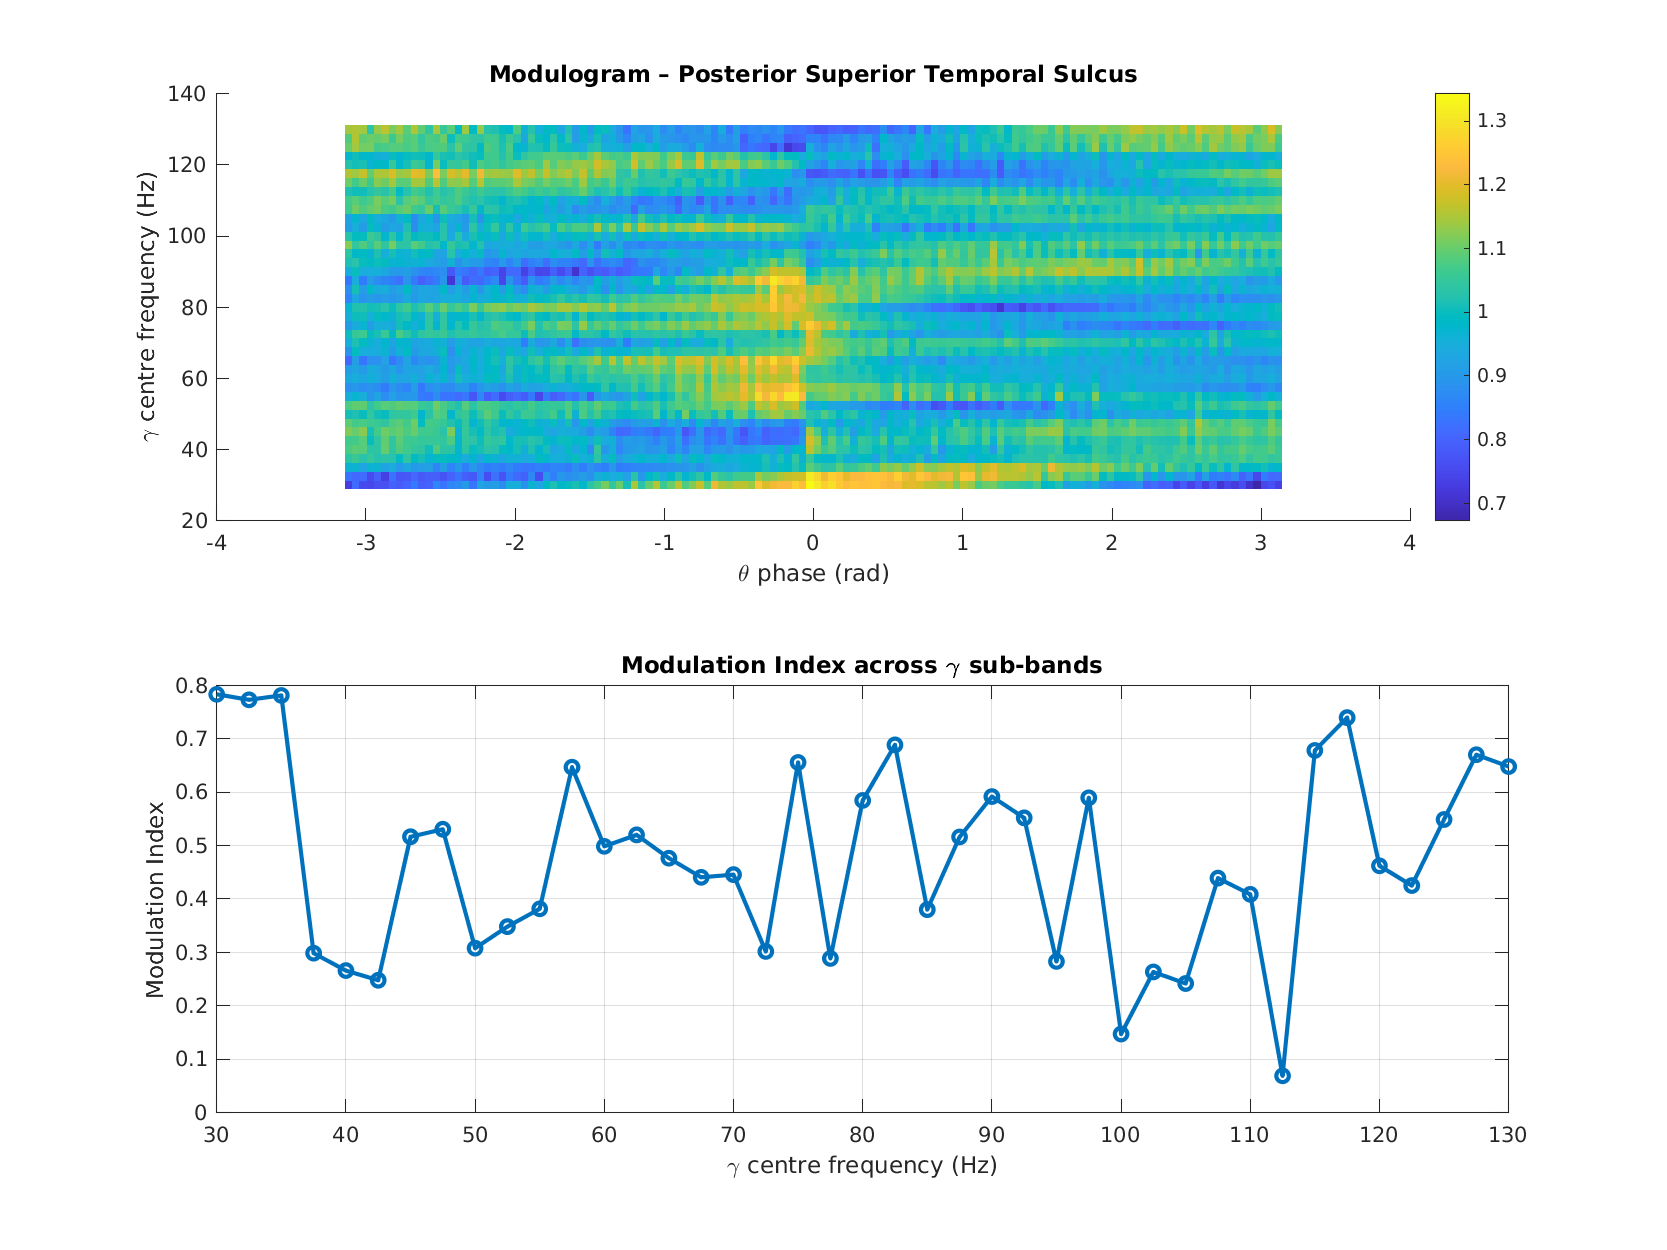 Modulogram – Posterior Superior Temporal Sulcus
γ centre frequency (Hz)
140
120
100
80
60
40
20
-4 -3 -2 -1 0 1 2 3 4
θ phase (rad)
1.3
1.2
1.1
1
0.9
0.8
0.7
Modulation Index across γ sub-bands
Modulation Index
0.8
0.7
0.6
0.5
0.4
0.3
0.2
0.1
0
30 40 50 60 70 80 90 100 110 120 130
γ centre frequency (Hz)